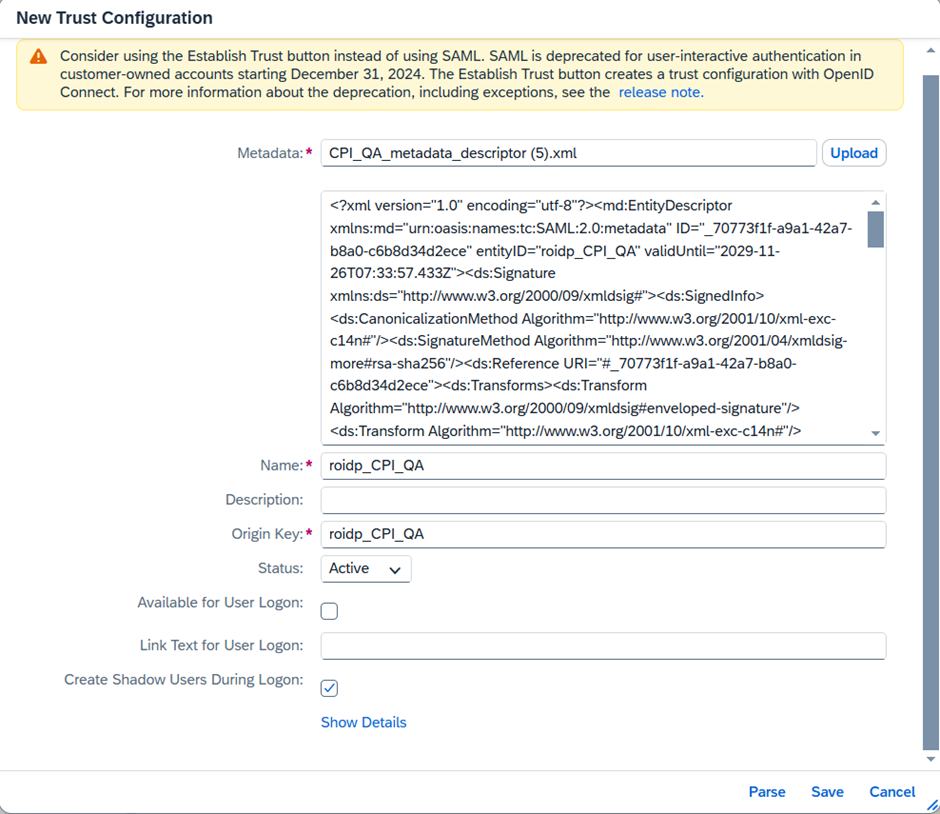 New Trust Configuration
Consider using the Establish Trust button instead of using SAML. SAML is deprecated for user-interactive authentication in
customer-owned accounts starting December 31, 2024. The Establish Trust button creates a trust configuration with OpenID
Connect. For more information about the deprecation, including exceptions, see the release note.
Metadata:* CPI_QA_metadata_descriptor (5).xml Upload
<?xml version="1.0" encoding="utf-8"?><md:EntityDescriptor
xmlns:md="urn:oasis:names:tc:SAML:2.0:metadata" ID="_70773f1f-a9a1-42a7-
b8a0-c6b8d34d2ece" entityID="roidp_CPI_QA" validUntil="2029-11-
26T07:33:57.433Z"><ds:Signature
xmlns:ds="http://www.w3.org/2000/09/xmldsig#"><ds:SignedInfo>
<ds:CanonicalizationMethod Algorithm="http://www.w3.org/2001/10/xml-exc-
c14n#"/><ds:SignatureMethod Algorithm="http://www.w3.org/2001/04/xmldsig-
more#rsa-sha256"/><ds:Reference URI="#_70773f1f-a9a1-42a7-b8a0-
c6b8d34d2ece"><ds:Transforms><ds:Transform
Algorithm="http://www.w3.org/2000/09/xmldsig#enveloped-signature"/>
<ds:Transform Algorithm="http://www.w3.org/2001/10/xml-exc-c14n#"/>
Name:* roidp_CPI_QA
Description:
Origin Key:* roidp_CPI_QA
Status: Active
Available for User Logon:
Link Text for User Logon:
Create Shadow Users During Logon:
Show Details
Parse Save Cancel